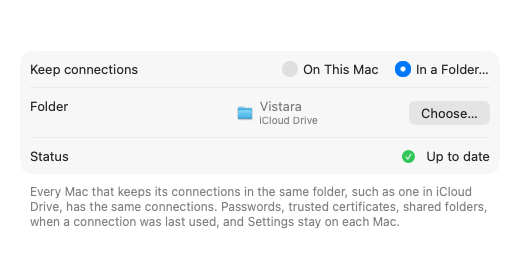 Keep connections On This Mac In a Folder...
Folder Vistara Choose...
iCloud Drive
Status Up to date
Every Mac that keeps its connections in the same folder, such as one in iCloud
Drive, has the same connections. Passwords, trusted certificates, shared folders,
when a connection was last used, and Settings stay on each Mac.